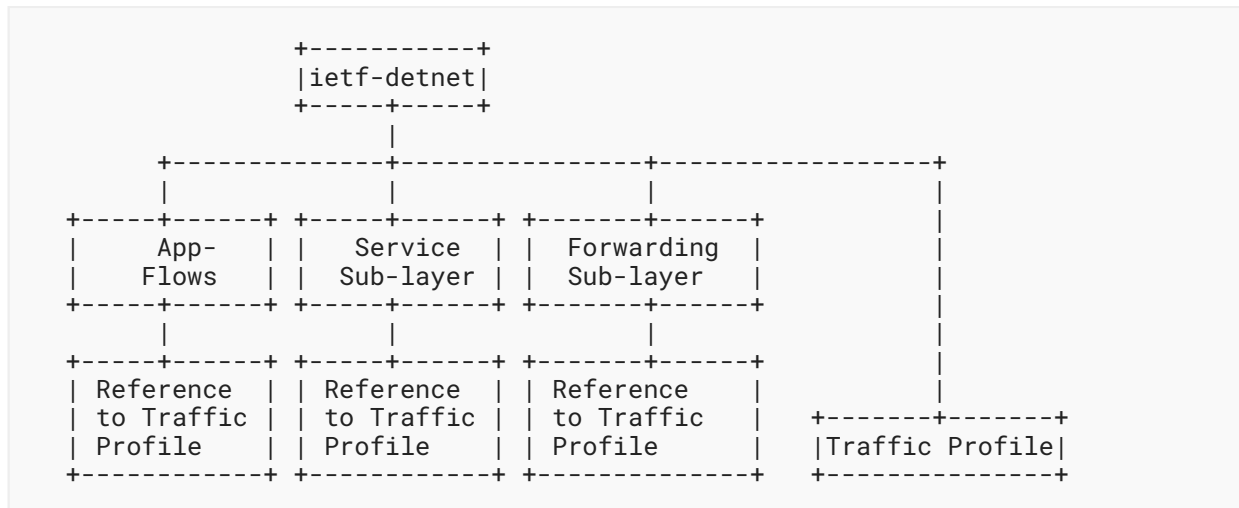 +-----------+
|ietf-detnet|
+-----+-----+
|
+--------------+----------------+------------------+
| | | |
+-----+------+ +-----+------+ +-------+------+ |
| App- | | Service | | Forwarding | |
| Flows | | Sub-layer | | Sub-layer | |
+-----+------+ +-----+------+ +-------+------+ |
| | | |
+-----+------+ +-----+------+ +-------+------+ |
| Reference | | Reference | | Reference | |
| to Traffic | | to Traffic | | to Traffic | +-------+-------+
| Profile | | Profile | | Profile | |Traffic Profile|
+------------+ +------------+ +--------------+ +---------------+